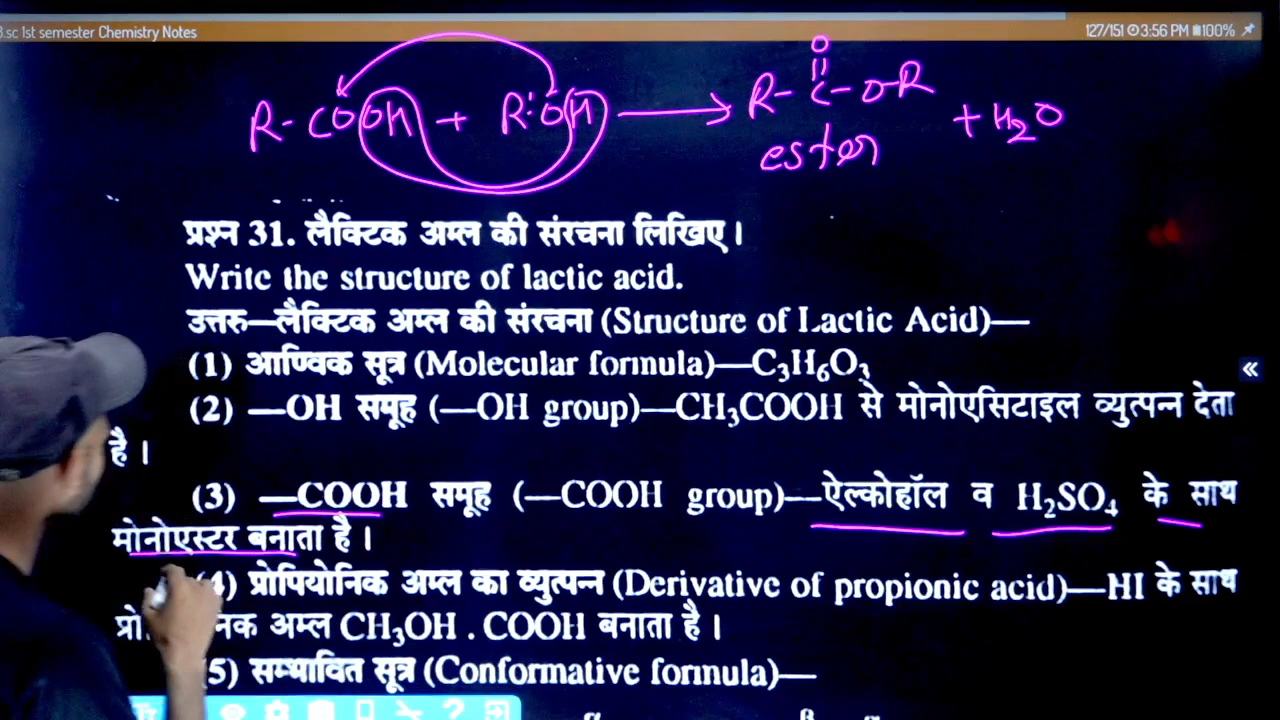 B.sc 1st semester Chemistry Notes
127/151 3:56 PM 100%
R-COOH + R'OH → R-C(=O)-O-R + H₂O
ester
प्रश्न 31. लैक्टिक अम्ल की संरचना लिखिए।
Write the structure of lactic acid.
उत्तर—लैक्टिक अम्ल की संरचना (Structure of Lactic Acid)—
(1) आण्विक सूत्र (Molecular formula)—C₃H₆O₃
(2) —OH समूह (—OH group)—CH₃COOH से मोनोएसिटाइल व्युत्पन्न देता
है।
(3) —COOH समूह (—COOH group)—ऐल्कोहॉल व H₂SO₄ के साथ
मोनोएस्टर बनाता है।
(4) प्रोपियोनिक अम्ल का व्युत्पन्न (Derivative of propionic acid)—HI के साथ
अम्ल CH₃OH . COOH बनाता है।
(5) सम्भावित सूत्र (Conformative formula)—